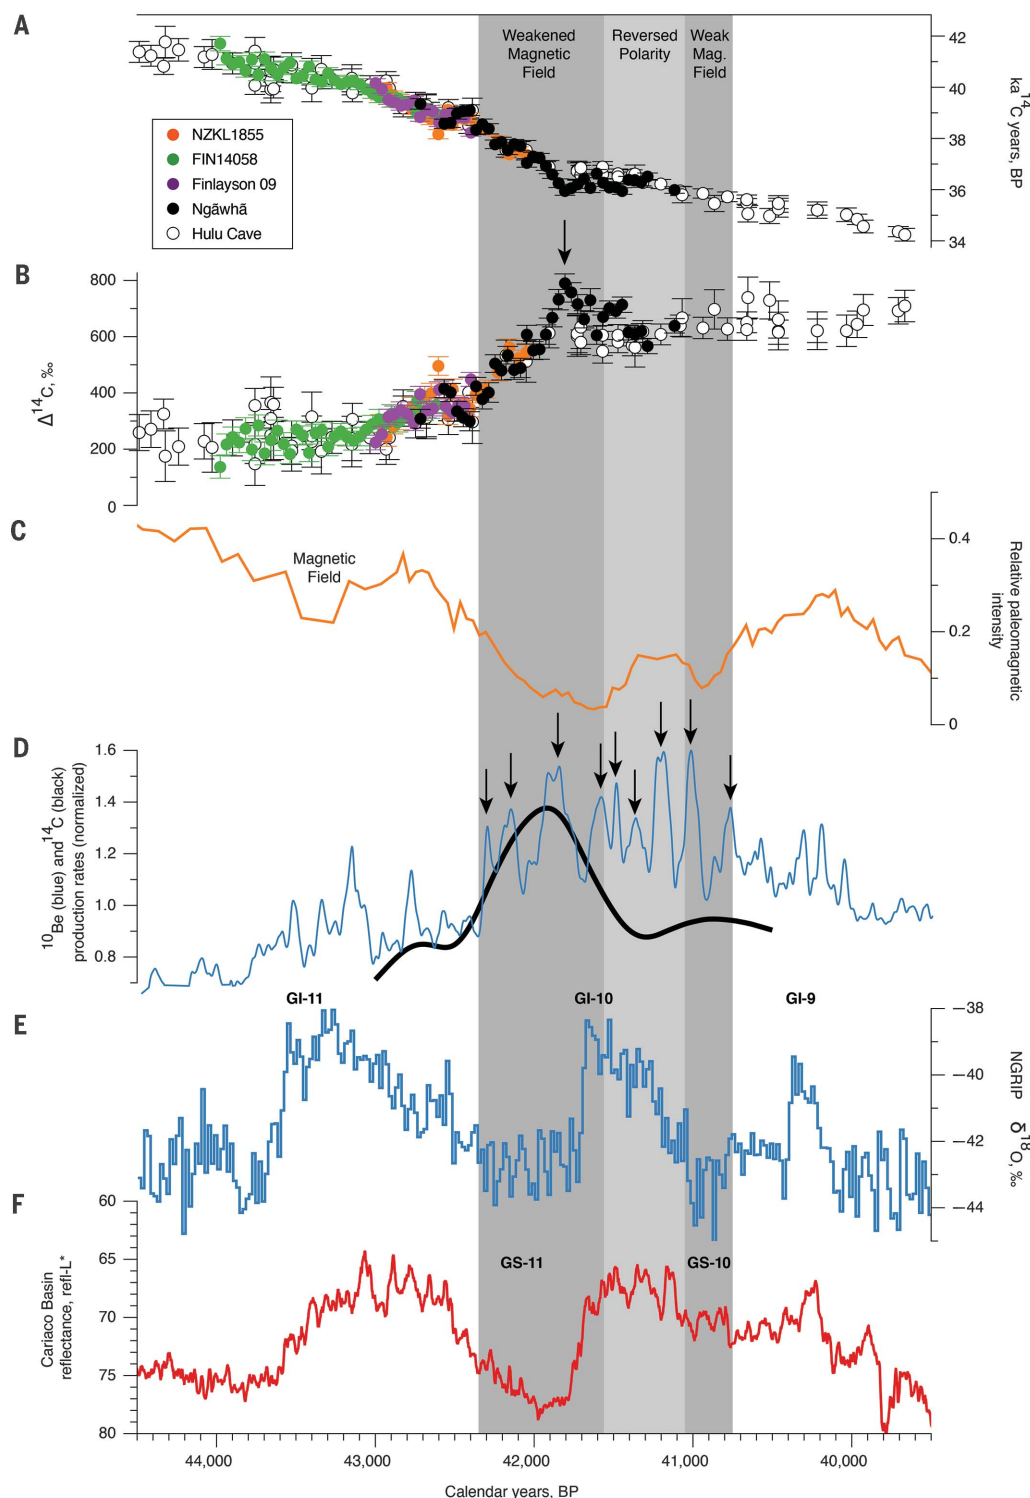 A
Weakened
Magnetic
Field
Reversed
Polarity
Weak
Mag.
Field
42
40
38
36
34
ka ¹⁴C years, BP
NZKL1855
FIN14058
Finlayson 09
Ngāwhā
Hulu Cave
B
800
600
400
200
0
Δ¹⁴C, ‰
C
Magnetic
Field
0.4
0.2
0
Relative paleomagnetic
intensity
D
1.6
1.4
1.2
1.0
0.8
¹⁰Be (blue) and ¹⁴C (black)
production rates (normalized)
GI-11
GI-10
GI-9
E
−38
−40
−42
−44
NGRIP δ¹⁸O, ‰
F
60
65
70
75
80
Cariaco Basin
reflectance, refl-L*
GS-11
GS-10
44,000
43,000
42,000
41,000
40,000
Calendar years, BP